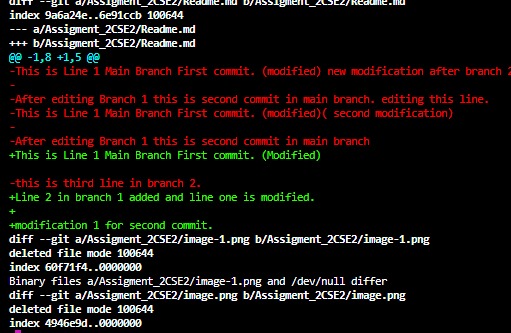 diff --git a/Assigment_2CSE2/Readme.md b/Assigment_2CSE2/Readme.md
index 9a6a24e..6e91ccb 100644
--- a/Assigment_2CSE2/Readme.md
+++ b/Assigment_2CSE2/Readme.md
@@ -1,8 +1,5 @@
-This is Line 1 Main Branch First commit. (modified) new modification after branch 2
-
-After editing Branch 1 this is second commit in main branch. editing this line.
-This is Line 1 Main Branch First commit. (modified)( second modification)
-
-After editing Branch 1 this is second commit in main branch
+This is Line 1 Main Branch First commit. (Modified)
-this is third line in branch 2.
+Line 2 in branch 1 added and line one is modified.
+
+modification 1 for second commit.
diff --git a/Assigment_2CSE2/image-1.png b/Assigment_2CSE2/image-1.png
deleted file mode 100644
index 60f71f4..0000000
Binary files a/Assigment_2CSE2/image-1.png and /dev/null differ
diff --git a/Assigment_2CSE2/image.png b/Assigment_2CSE2/image.png
deleted file mode 100644
index 4946e9d..0000000